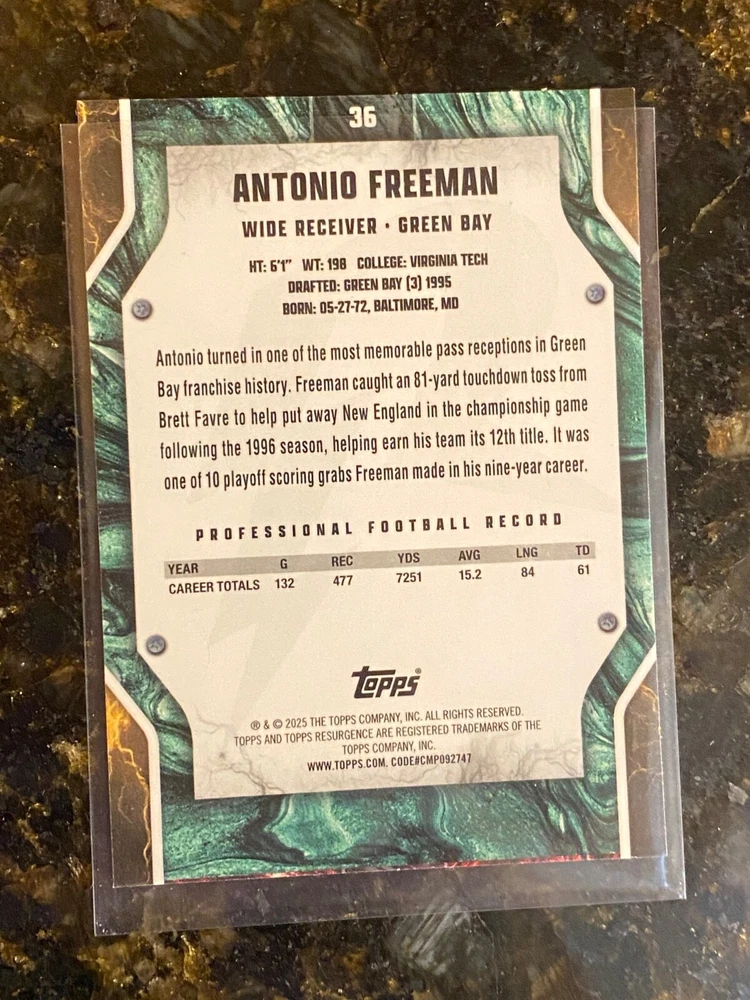 36
ANTONIO FREEMAN
WIDE RECEIVER • GREEN BAY
HT: 6'1" WT: 198 COLLEGE: VIRGINIA TECH
DRAFTED: GREEN BAY (3) 1995
BORN: 05-27-72, BALTIMORE, MD
Antonio turned in one of the most memorable pass receptions in Green
Bay franchise history. Freeman caught an 81-yard touchdown toss from
Brett Favre to help put away New England in the championship game
following the 1996 season, helping earn his team its 12th title. It was
one of 10 playoff scoring grabs Freeman made in his nine-year career.
PROFESSIONAL FOOTBALL RECORD
YEAR G REC YDS AVG LNG TD
CAREER TOTALS 132 477 7251 15.2 84 61
TOPPS®
® & © 2025 THE TOPPS COMPANY, INC. ALL RIGHTS RESERVED.
TOPPS AND TOPPS RESURGENCE ARE REGISTERED TRADEMARKS OF THE
TOPPS COMPANY, INC.
WWW.TOPPS.COM. CODE#CMP092747